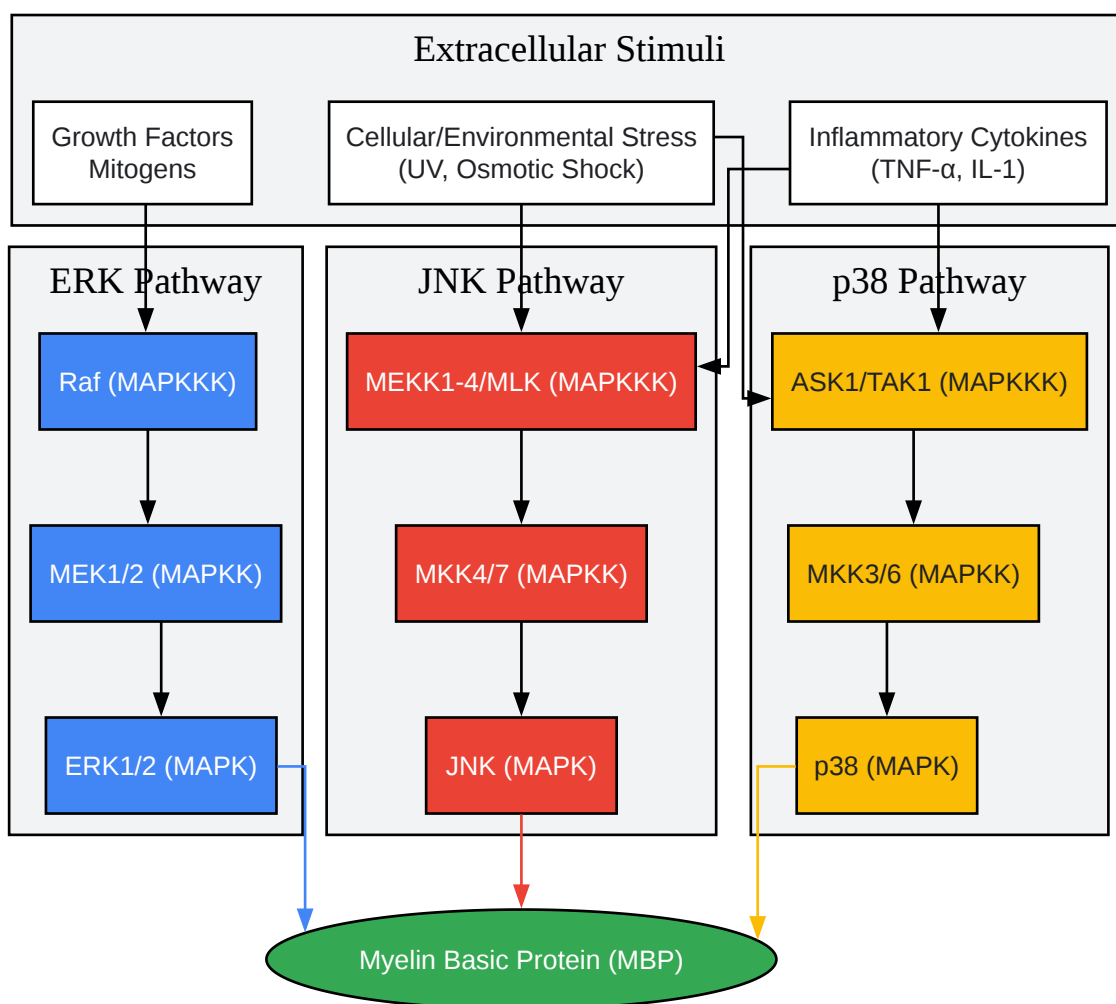 Extracellular Stimuli
Growth Factors
Mitogens
Cellular/Environmental Stress
(UV, Osmotic Shock)
Inflammatory Cytokines
(TNF-α, IL-1)
ERK Pathway
JNK Pathway
p38 Pathway
Raf (MAPKKK)
MEKK1-4/MLK (MAPKKK)
ASK1/TAK1 (MAPKKK)
MEK1/2 (MAPKK)
MKK4/7 (MAPKK)
MKK3/6 (MAPKK)
ERK1/2 (MAPK)
JNK (MAPK)
p38 (MAPK)
Myelin Basic Protein (MBP)